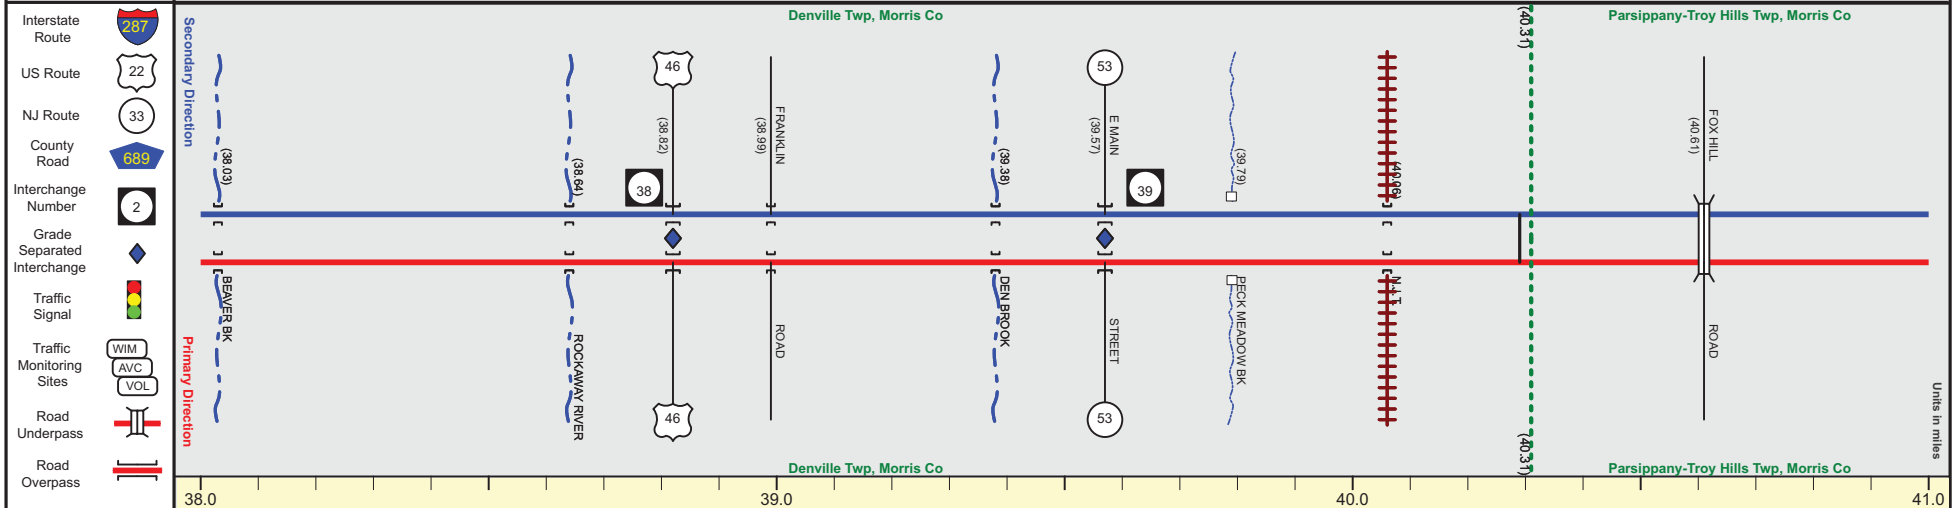 Interstate
Route
287
US Route
22
NJ Route
33
County
Road
689
Interchange
Number
2
Grade
Separated
Interchange
Traffic
Signal
Traffic
Monitoring
Sites
WIM
AVC
VOL
Road
Underpass
Road
Overpass
Secondary Direction
Primary Direction
Denville Twp, Morris Co
(40.31)
Parsippany-Troy Hills Twp, Morris Co
(38.03)
BEAVER BK
(38.64)
ROCKAWAY RIVER
46
(38.82)
38
46
FRANKLIN
(38.99)
ROAD
(39.38)
DEN BROOK
53
E MAIN
(39.57)
39
STREET
53
(39.79)
PECK MEADOW BK
(40.06)
N J T
FOX HILL
(40.61)
ROAD
Units in miles
Denville Twp, Morris Co
(40.31)
Parsippany-Troy Hills Twp, Morris Co
38.0
39.0
40.0
41.0